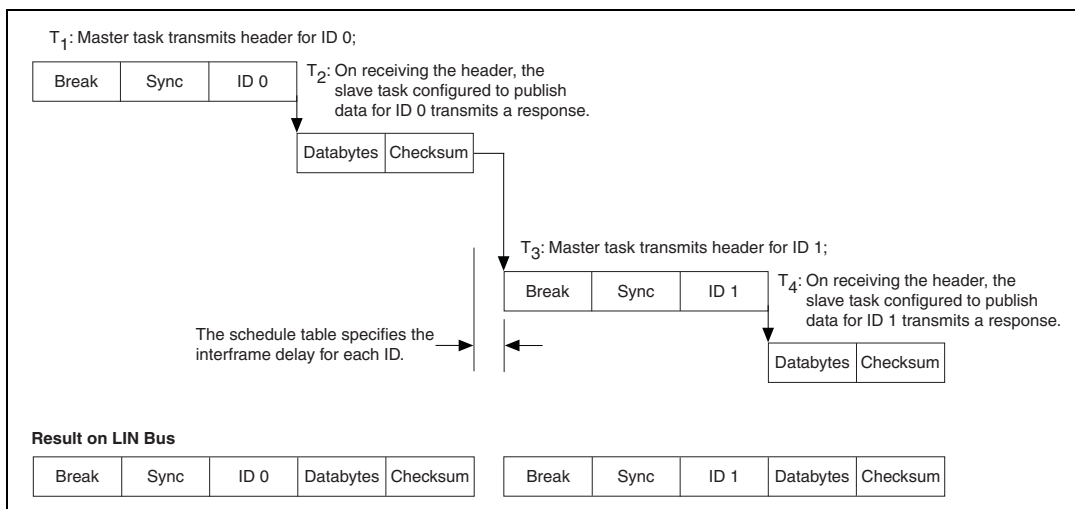 T1: Master task transmits header for ID 0;
Break Sync ID 0
T2: On receiving the header, the
slave task configured to publish
data for ID 0 transmits a response.
Databytes Checksum
T3: Master task transmits header for ID 1;
Break Sync ID 1
T4: On receiving the header, the
slave task configured to publish
data for ID 1 transmits a response.
The schedule table specifies the
interframe delay for each ID.
Databytes Checksum
Result on LIN Bus
Break Sync ID 0 Databytes Checksum Break Sync ID 1 Databytes Checksum